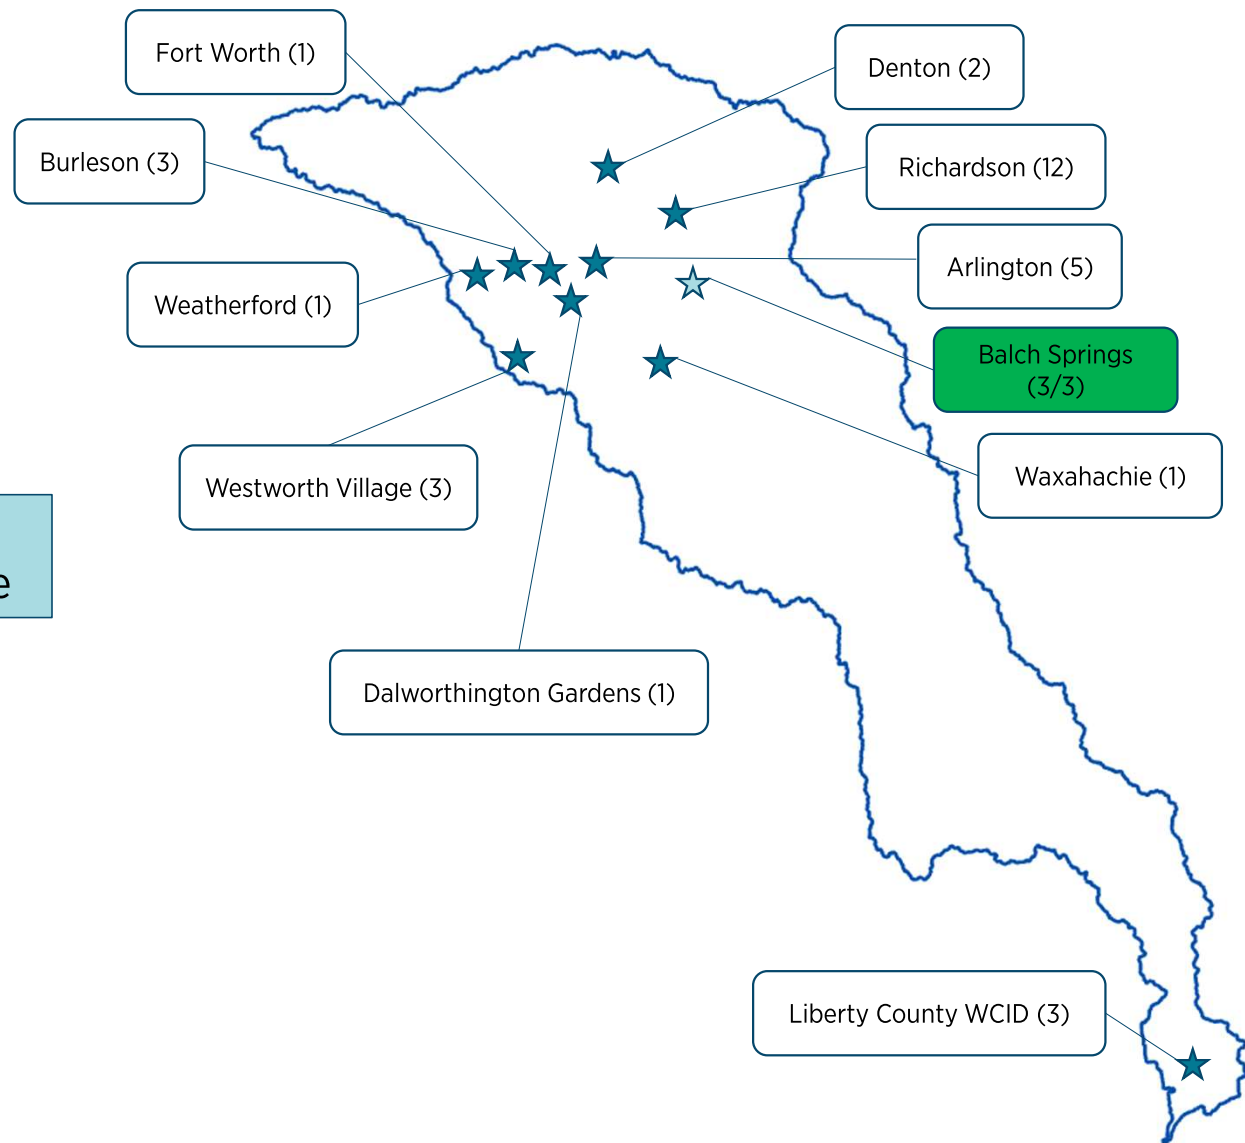 Fort Worth (1)
Denton (2)
Burleson (3)
Richardson (12)
Arlington (5)
Weatherford (1)
Balch Springs
(3/3)
Waxahachie (1)
Westworth Village (3)
e
Dalworthington Gardens (1)
Liberty County WCID (3)